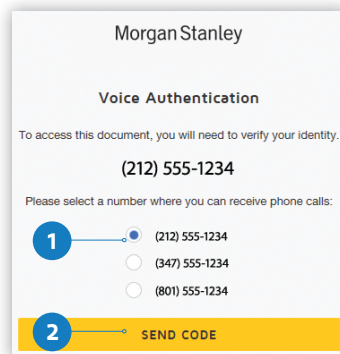 Morgan Stanley
Voice Authentication
To access this document, you will need to verify your identity.
(212) 555-1234
Please select a number where you can receive phone calls:
1
(212) 555-1234
(347) 555-1234
(801) 555-1234
2
SEND CODE